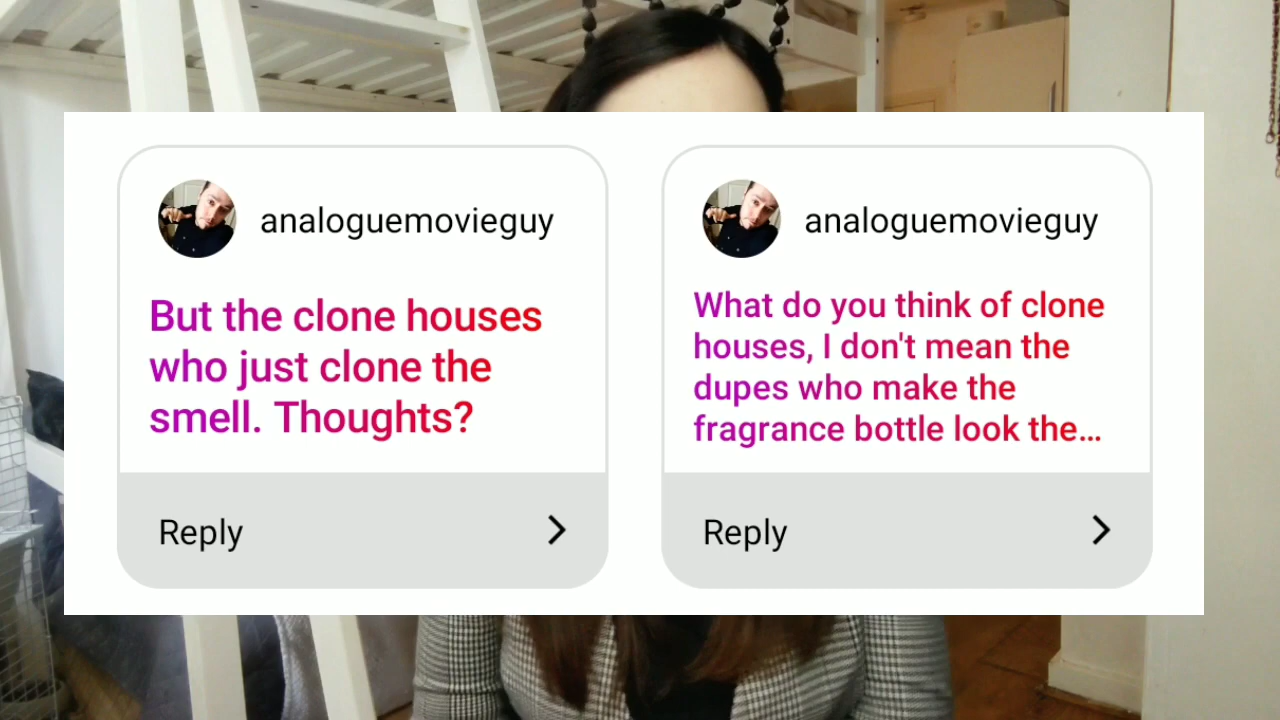 analoguemovieguy
But the clone houses
who just clone the
smell. Thoughts?
Reply
analoguemovieguy
What do you think of clone
houses, I don't mean the
dupes who make the
fragrance bottle look the...
Reply